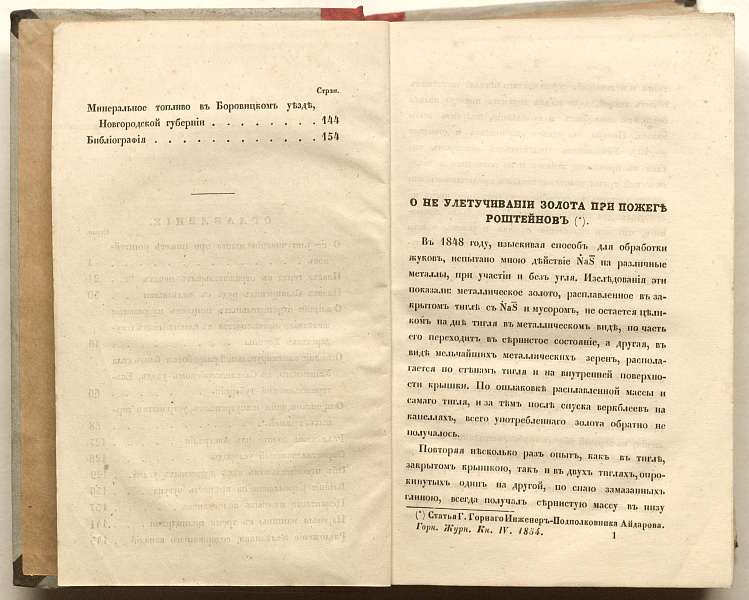 Стран.
Минеральное топливо въ Боровицкомъ уѣздѣ,
Новгородской губерніи . . . . . . . . 144
Библіографія . . . . . . . . . . . . 154
О НЕ УЛЕТУЧИВАНІИ ЗОЛОТА ПРИ ПОЖЕГѢ
РОШТЕЙНОВЪ (*).
Въ 1848 году, изыскивая способъ для обработки
жуковъ, испытано мною дѣйствіе ṄaS̄ на различные
металлы, при участіи и безъ угля. Изслѣдованія эти
показали: металлическое золото, расплавленное въ за-
крытомъ тиглѣ съ ṄaS̄ и мусоромъ, не остается цѣли-
комъ на днѣ тигля въ металлическомъ видѣ, но часть
его переходитъ въ сѣрнистое состояніе, а другая, въ
видѣ мельчайшихъ металлическихъ зеренъ, распола-
гается по стѣнамъ тигля и на внутренней поверхно-
сти крышки. По ошлаковкѣ расплавленной массы и
самаго тигля, и за тѣмъ послѣ спуска веркблеевъ на
капелляхъ, всего употребленнаго золота обратно не
получалось.
Повторяя нѣсколько разъ опытъ, какъ въ тиглѣ,
закрытомъ крышкою, такъ и въ двухъ тигляхъ, опро-
кинутыхъ одинъ на другой, по спаю замазанныхъ
глиною, всегда получалъ сѣрнистую массу въ низу
(*) Статья Г. Горнаго Инженеръ-Подполковника Айдарова.
Горн. Журн. Кн. IV. 1854.
1